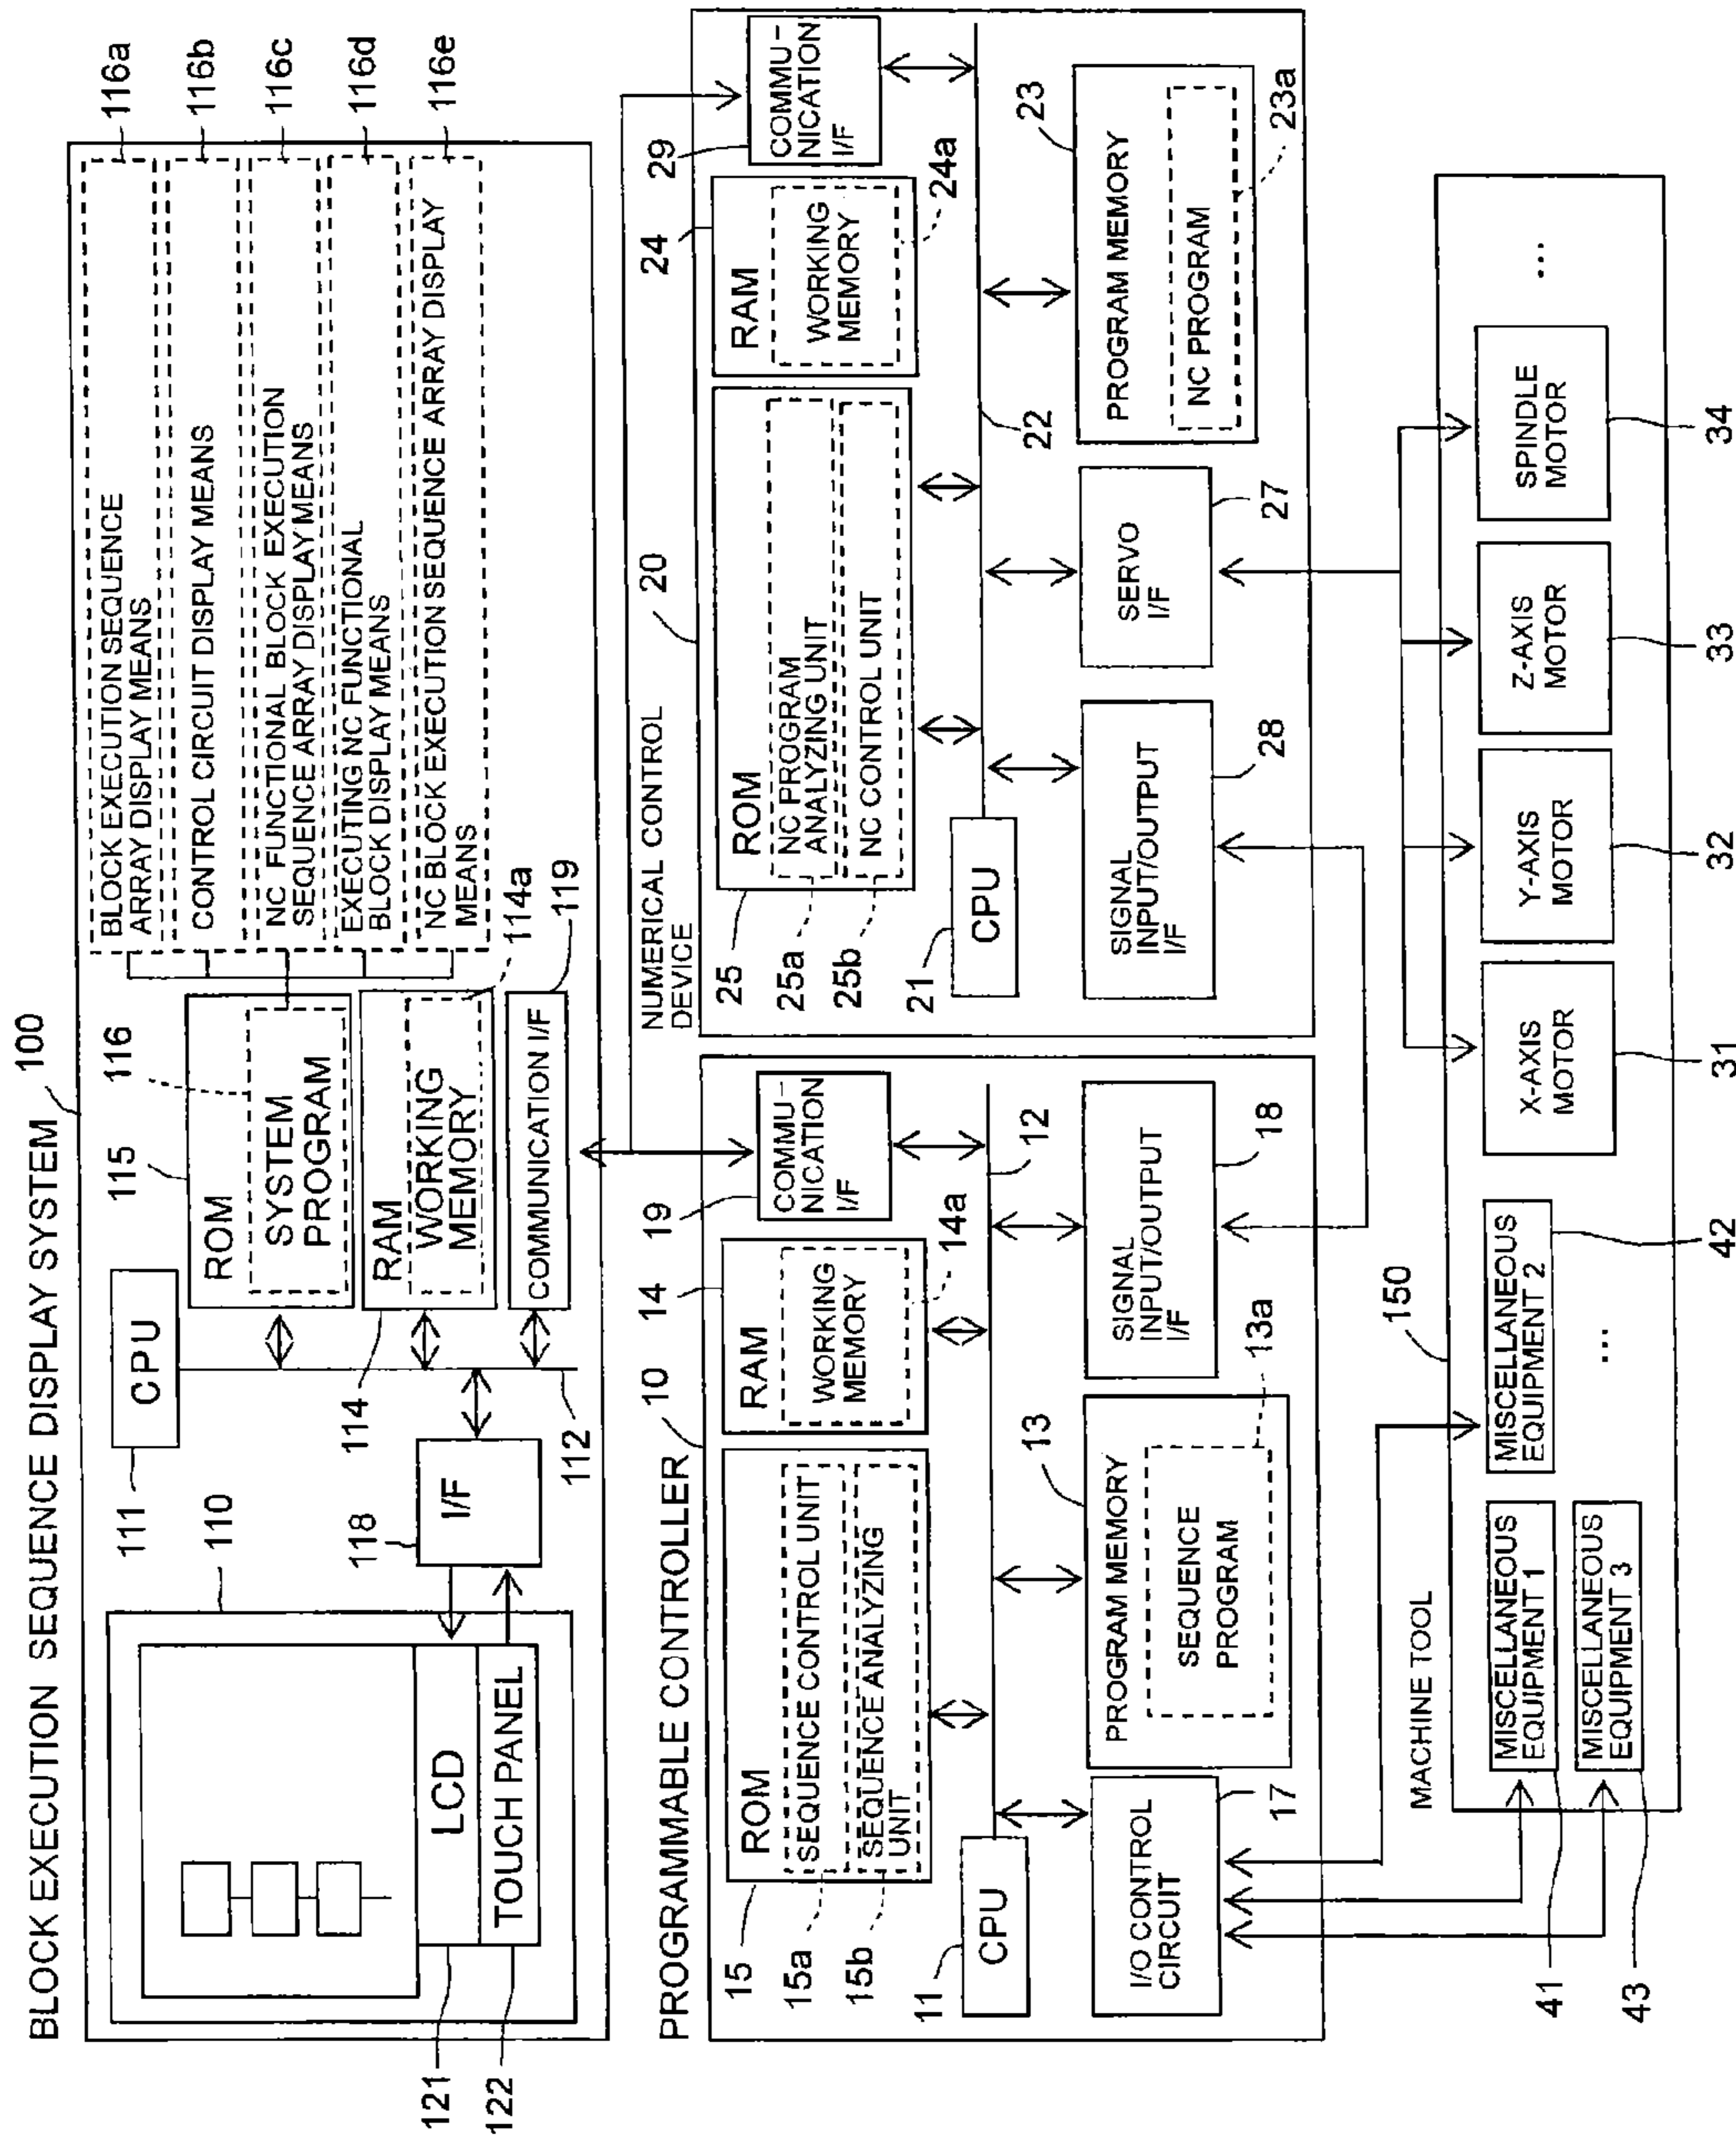 BLOCK EXECUTION SEQUENCE DISPLAY SYSTEM
100
110
111
CPU
115
116
ROM
SYSTEM
PROGRAM
114
RAM
WORKING
MEMORY
114a
COMMUNICATION I/F
119
118
I/F
112
LCD
TOUCH PANEL
121
122
BLOCK EXECUTION SEQUENCE
ARRAY DISPLAY MEANS
116a
CONTROL CIRCUIT DISPLAY MEANS
116b
NC FUNCTIONAL BLOCK EXECUTION
SEQUENCE ARRAY DISPLAY MEANS
116c
EXECUTING NC FUNCTIONAL
BLOCK DISPLAY MEANS
116d
NC BLOCK EXECUTION SEQUENCE ARRAY DISPLAY
MEANS
116e
PROGRAMMABLE CONTROLLER
10
15
ROM
SEQUENCE CONTROL UNIT
15a
SEQUENCE ANALYZING
UNIT
15b
14
RAM
WORKING
MEMORY
14a
19
COMMU-
NICATION
I/F
11
CPU
12
I/O CONTROL
CIRCUIT
17
13
PROGRAM MEMORY
SEQUENCE
PROGRAM
13a
SIGNAL
INPUT/OUTPUT
I/F
18
NUMERICAL CONTROL
DEVICE
20
25
ROM
NC PROGRAM
ANALYZING UNIT
25a
NC CONTROL UNIT
25b
24
RAM
WORKING
MEMORY
24a
29
COMMU-
NICATION
I/F
21
CPU
22
SIGNAL
INPUT/OUTPUT
I/F
28
SERVO
I/F
27
PROGRAM MEMORY
23
NC PROGRAM
23a
MACHINE TOOL
150
MISCELLANEOUS
EQUIPMENT 1
41
MISCELLANEOUS
EQUIPMENT 3
43
MISCELLANEOUS
EQUIPMENT 2
42
...
X-AXIS
MOTOR
31
Y-AXIS
MOTOR
32
Z-AXIS
MOTOR
33
SPINDLE
MOTOR
34
...